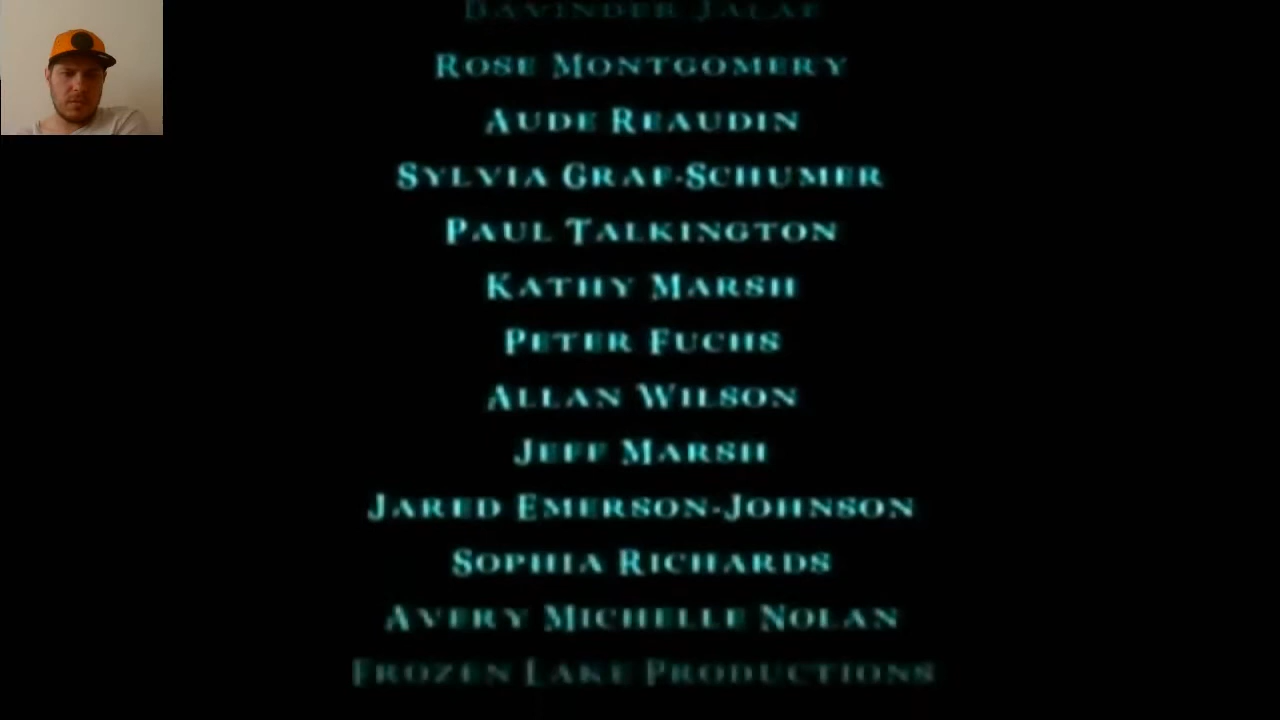 Rose Montgomery
Aude Reaudin
Sylvia Graf-Schumer
Paul Talkington
Kathy Marsh
Peter Fuchs
Allan Wilson
Jeff Marsh
Jared Emerson-Johnson
Sophia Richards
Avery Michelle Nolan
Frozen Lake Productions